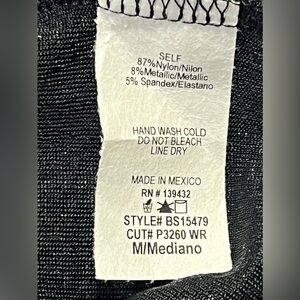 SELF
87%Nylon/Nilon
8%Metallic/Metallic
5% Spandex/Elastano
HAND WASH COLD
DO NOT BLEACH
LINE DRY
MADE IN MEXICO
RN # 139432
STYLE# BS15479
CUT# P3260 WR
M/Mediano